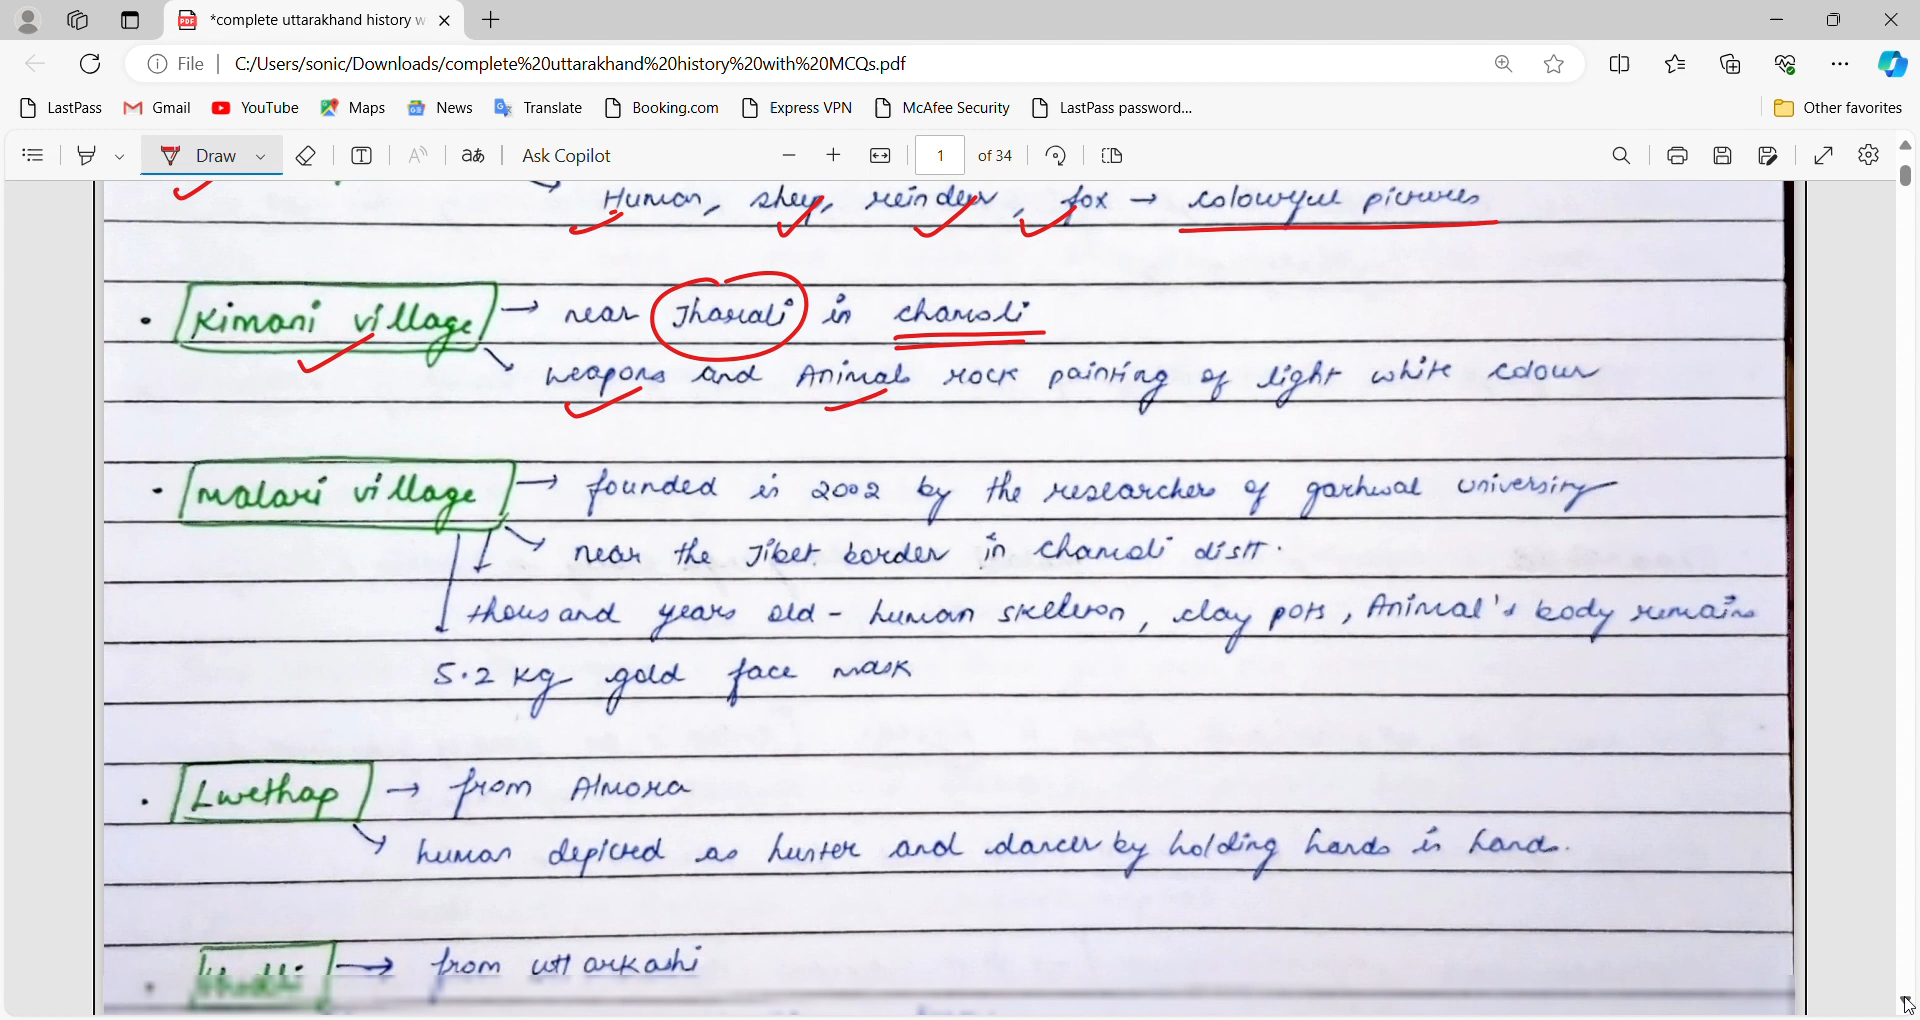 *complete uttarakhand history w
File
C:/Users/sonic/Downloads/complete%20uttarakhand%20history%20with%20MCQs.pdf
LastPass Gmail YouTube Maps News Translate Booking.com Express VPN McAfee Security LastPass password... Other favorites
Draw T A あ Ask Copilot 1 of 34
Human, sheep, reindeer, fox → colourful pictures
• Kimani village → near Tharali in chamoli
weapons and Animals rock painting of light white colour
• malari village → founded in 2002 by the researchers of garhwal university
near the Tibet border in chamoli distt.
thousand years old - human skeleton, clay pots, Animal's body remains
5.2 kg gold face mask
• Lwethap → from Almora
human depicted as hunter and dancer by holding hands in hands.
• → from uttarkashi